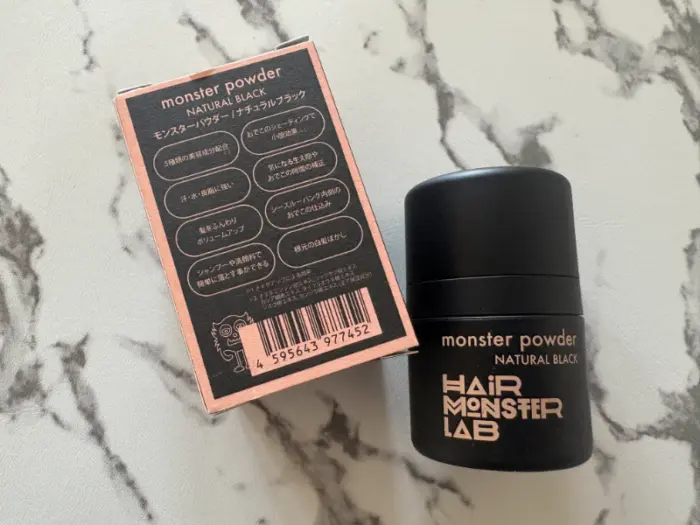 monster powder
NATURAL BLACK
モンスターパウダー/ナチュラルブラック
5種類の美容成分配合
おでこのシェーディングで
小顔効果
汗・水・皮脂に強い
気になる生え際や
おでこの時間の補正
髪をふんわり
ボリュームアップ
シースルーバング内側の
おでこの仕込み
シャンプーや洗顔料で
簡単に落とす事ができる
根元の白髪ぼかし
4 595643 977452
monster powder
NATURAL BLACK
HAIR
MONSTER
LAB